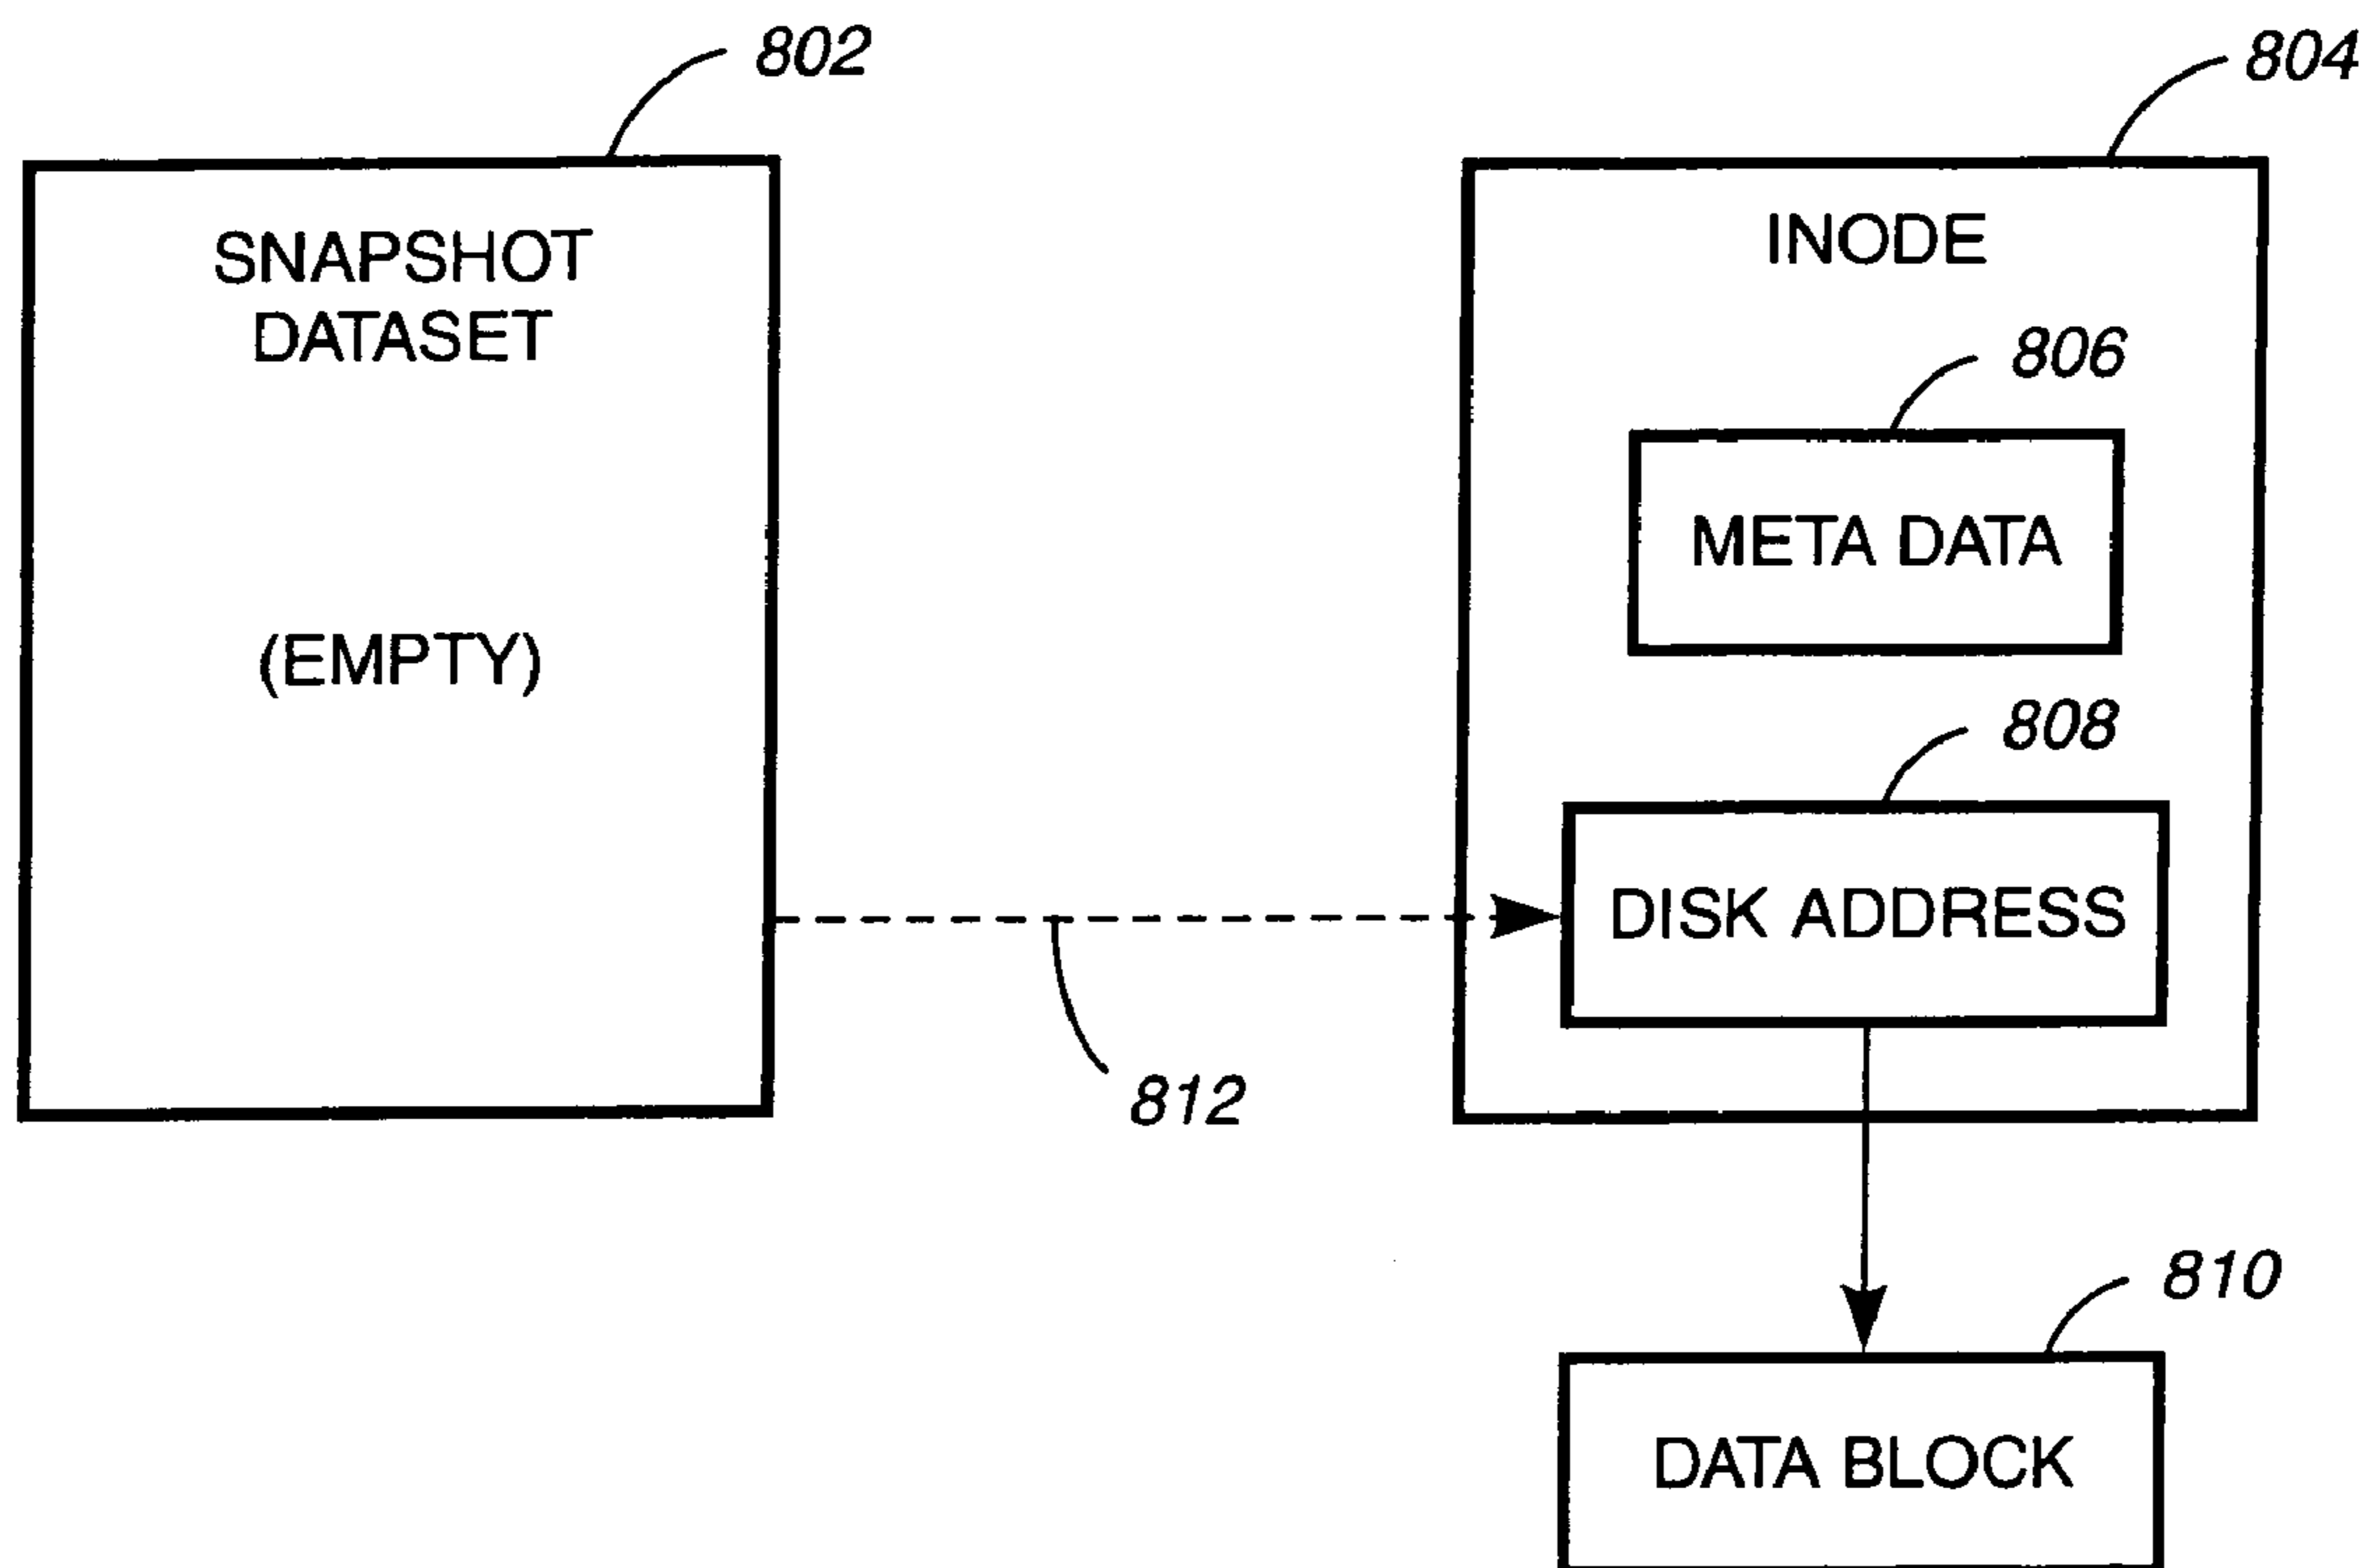 802
804
SNAPSHOT
DATASET
(EMPTY)
INODE
806
META DATA
808
DISK ADDRESS
812
810
DATA BLOCK